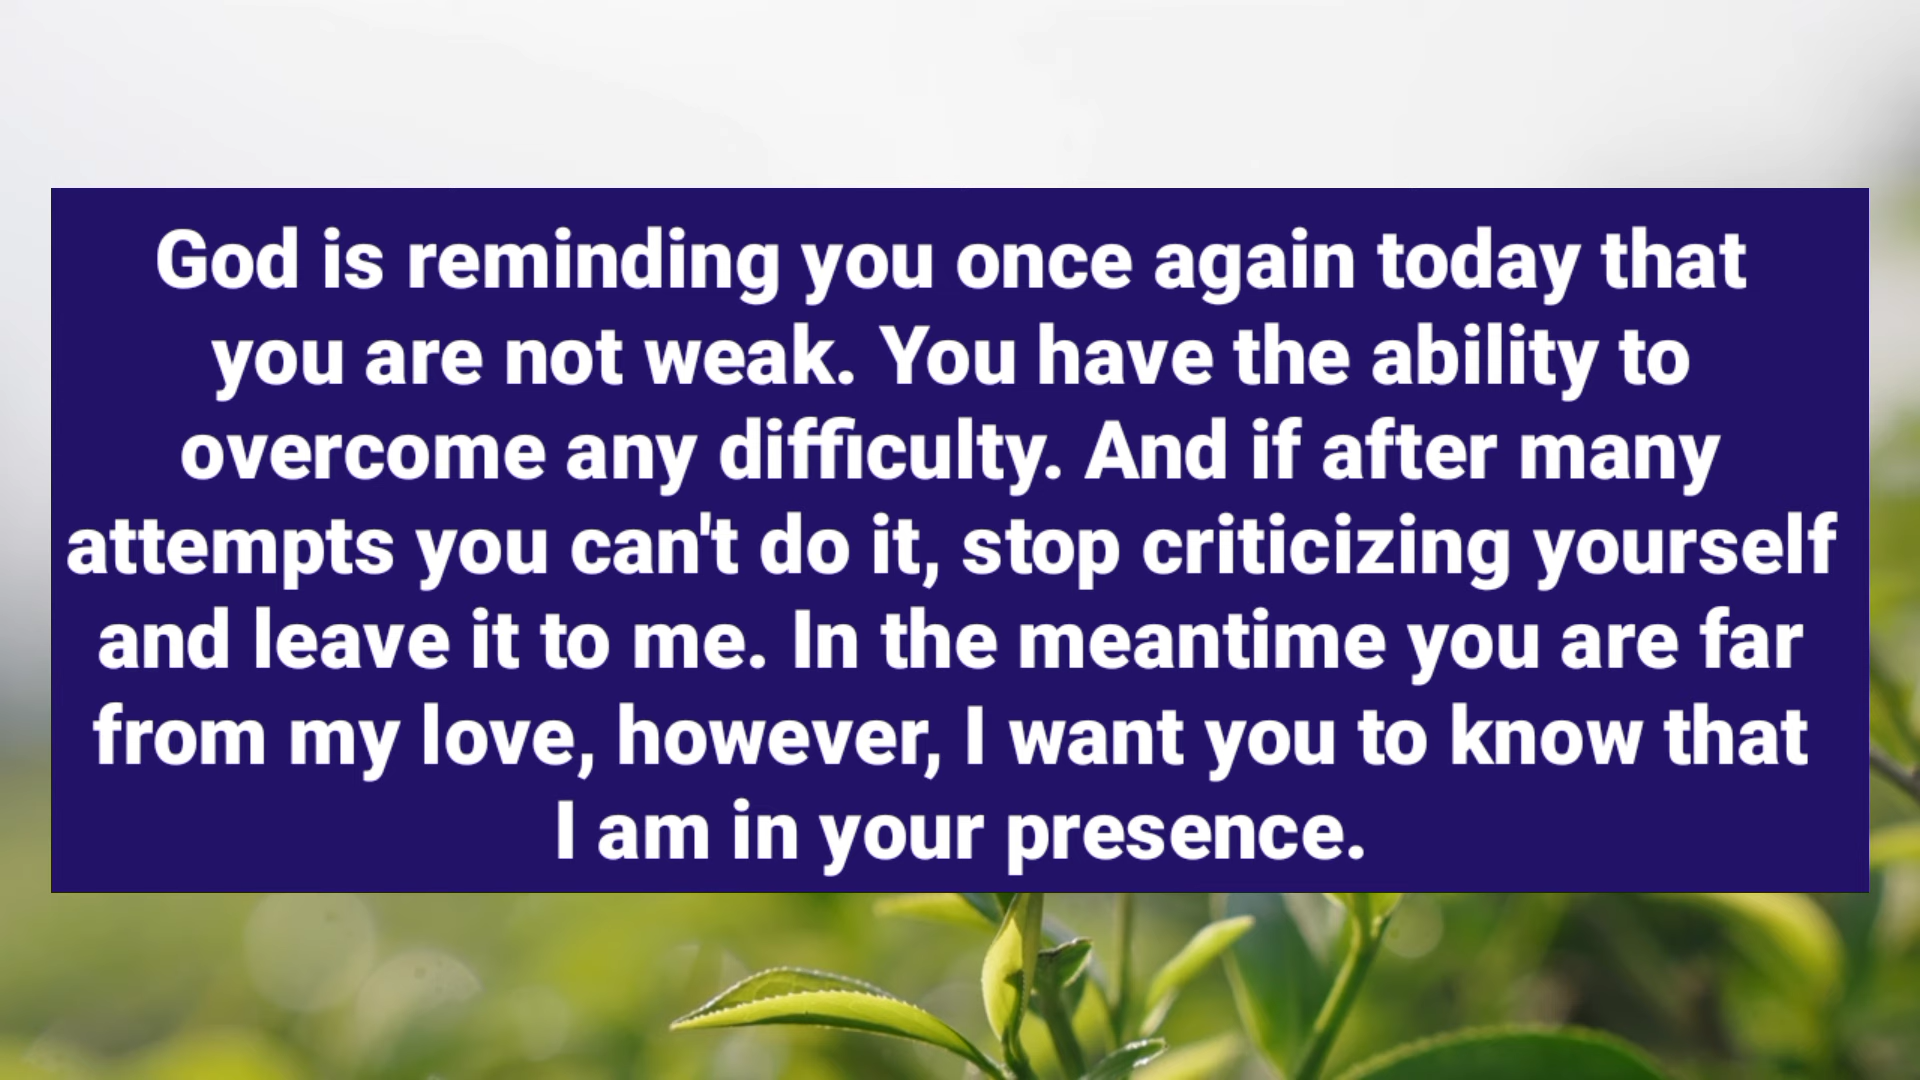 God is reminding you once again today that
you are not weak. You have the ability to
overcome any difficulty. And if after many
attempts you can't do it, stop criticizing yourself
and leave it to me. In the meantime you are far
from my love, however, I want you to know that
I am in your presence.